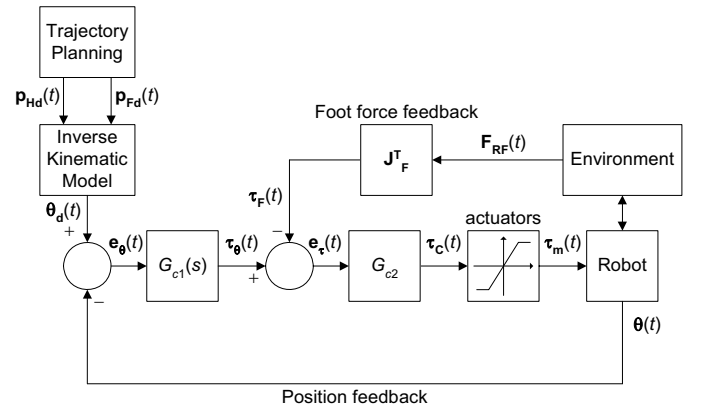 Trajectory
Planning
p_Hd(t)
p_Fd(t)
Inverse
Kinematic
Model
θ_d(t)
+
−
e_θ(t)
G_c1(s)
τ_θ(t)
+
−
τ_F(t)
Foot force feedback
J^T_F
F_RF(t)
Environment
e_τ(t)
G_c2
τ_C(t)
actuators
τ_m(t)
Robot
θ(t)
Position feedback